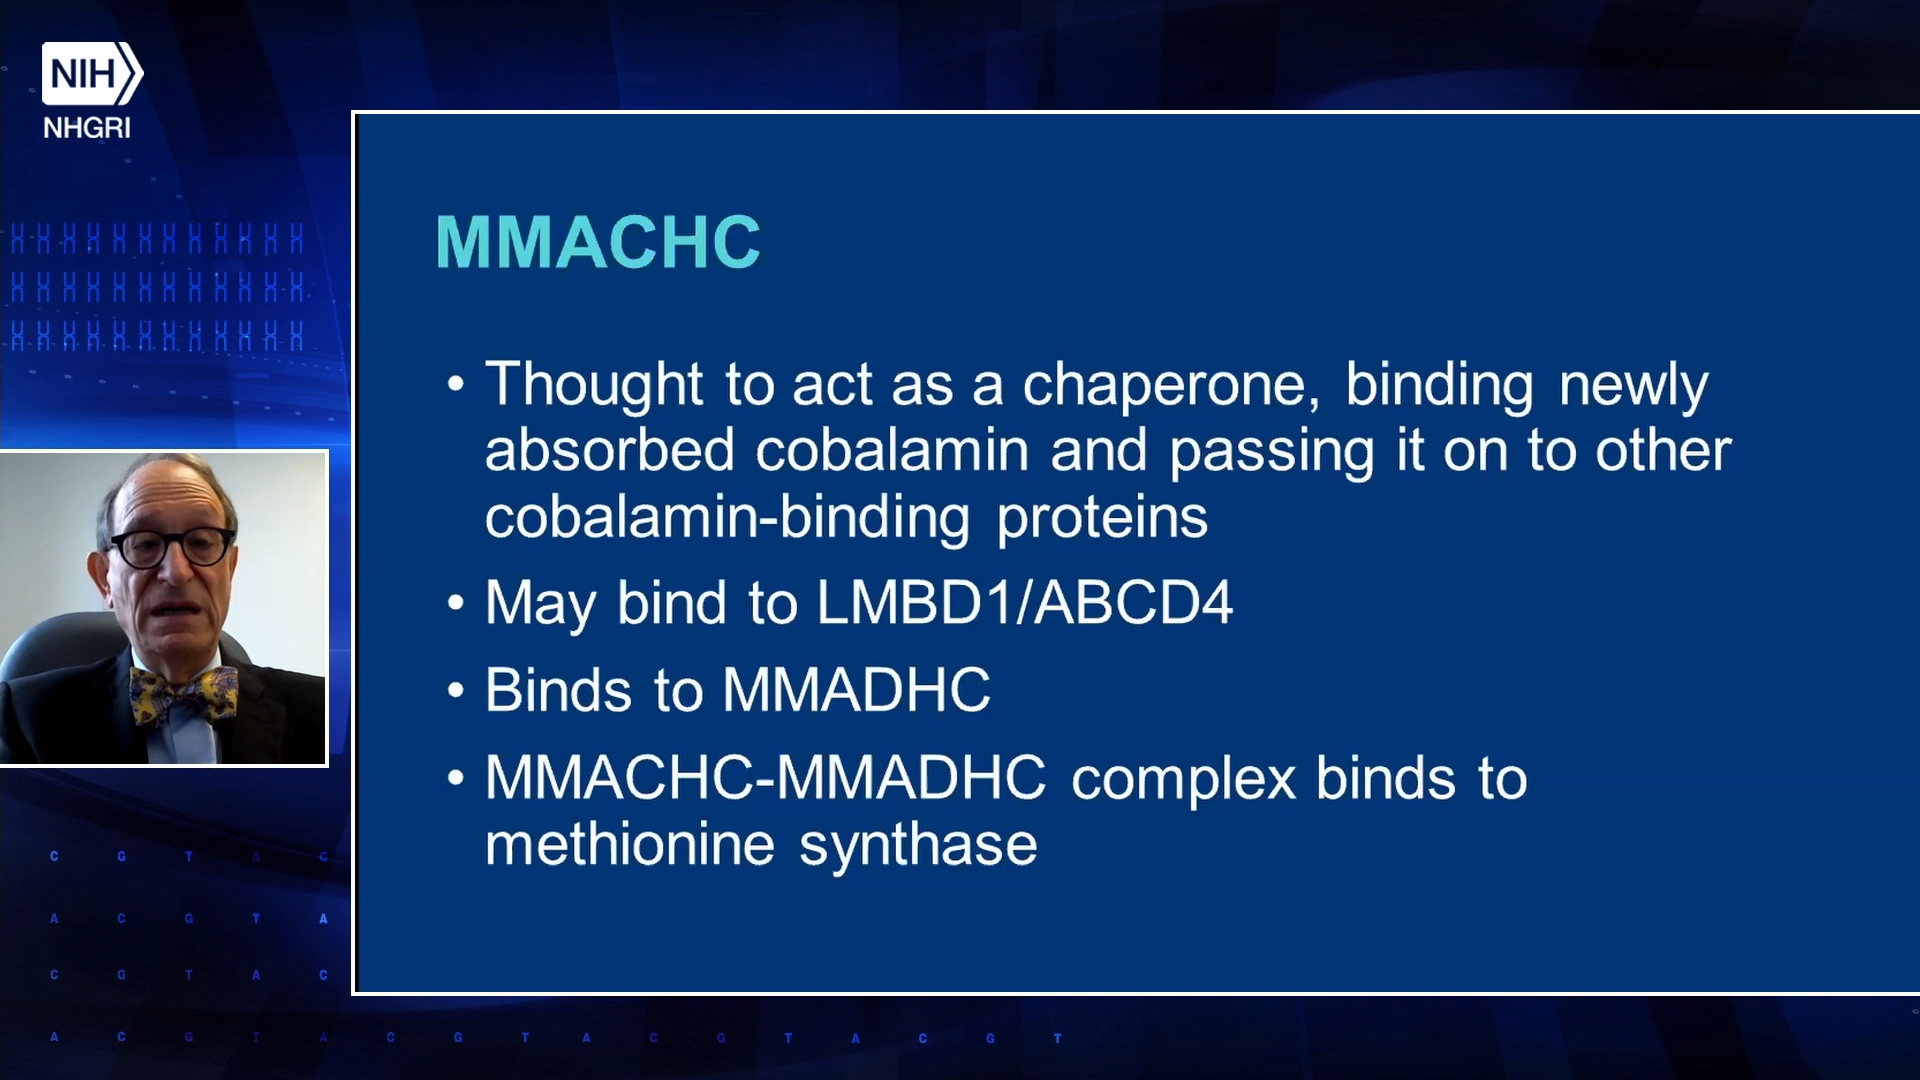 NIH
NHGRI
MMACHC
• Thought to act as a chaperone, binding newly
absorbed cobalamin and passing it on to other
cobalamin-binding proteins
• May bind to LMBD1/ABCD4
• Binds to MMADHC
• MMACHC-MMADHC complex binds to
methionine synthase
C G T A C
A C G T A
C G T A C
A C G T A C G T A C G T A C G T